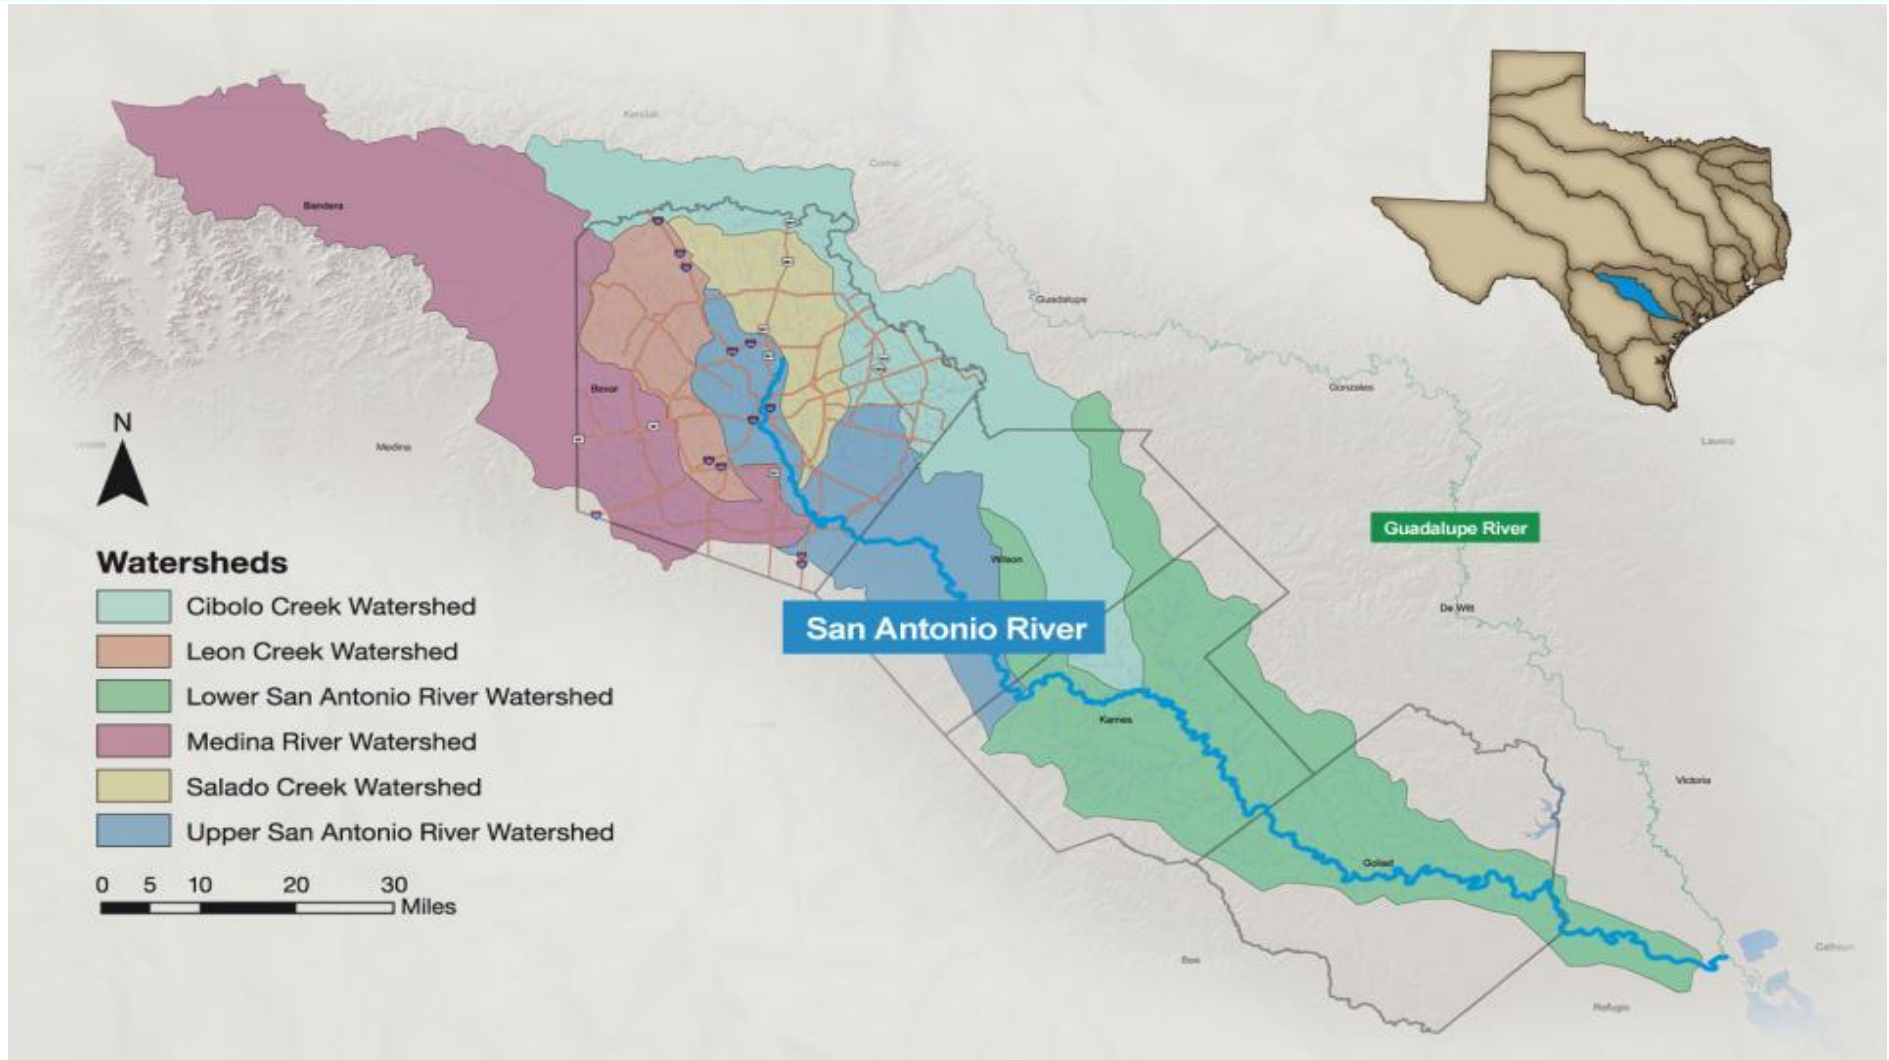 Kendall
Comal
Bandera
Guadalupe
Bexar
Gonzales
N
Medina
Uvalde
Lavaca
Guadalupe River
Wilson
Watersheds
Cibolo Creek Watershed
De Witt
San Antonio River
Leon Creek Watershed
Lower San Antonio River Watershed
Karnes
Medina River Watershed
Victoria
Salado Creek Watershed
Upper San Antonio River Watershed
Goliad
0 5 10 20 30
Miles
Bee
Calhoun
Refugio